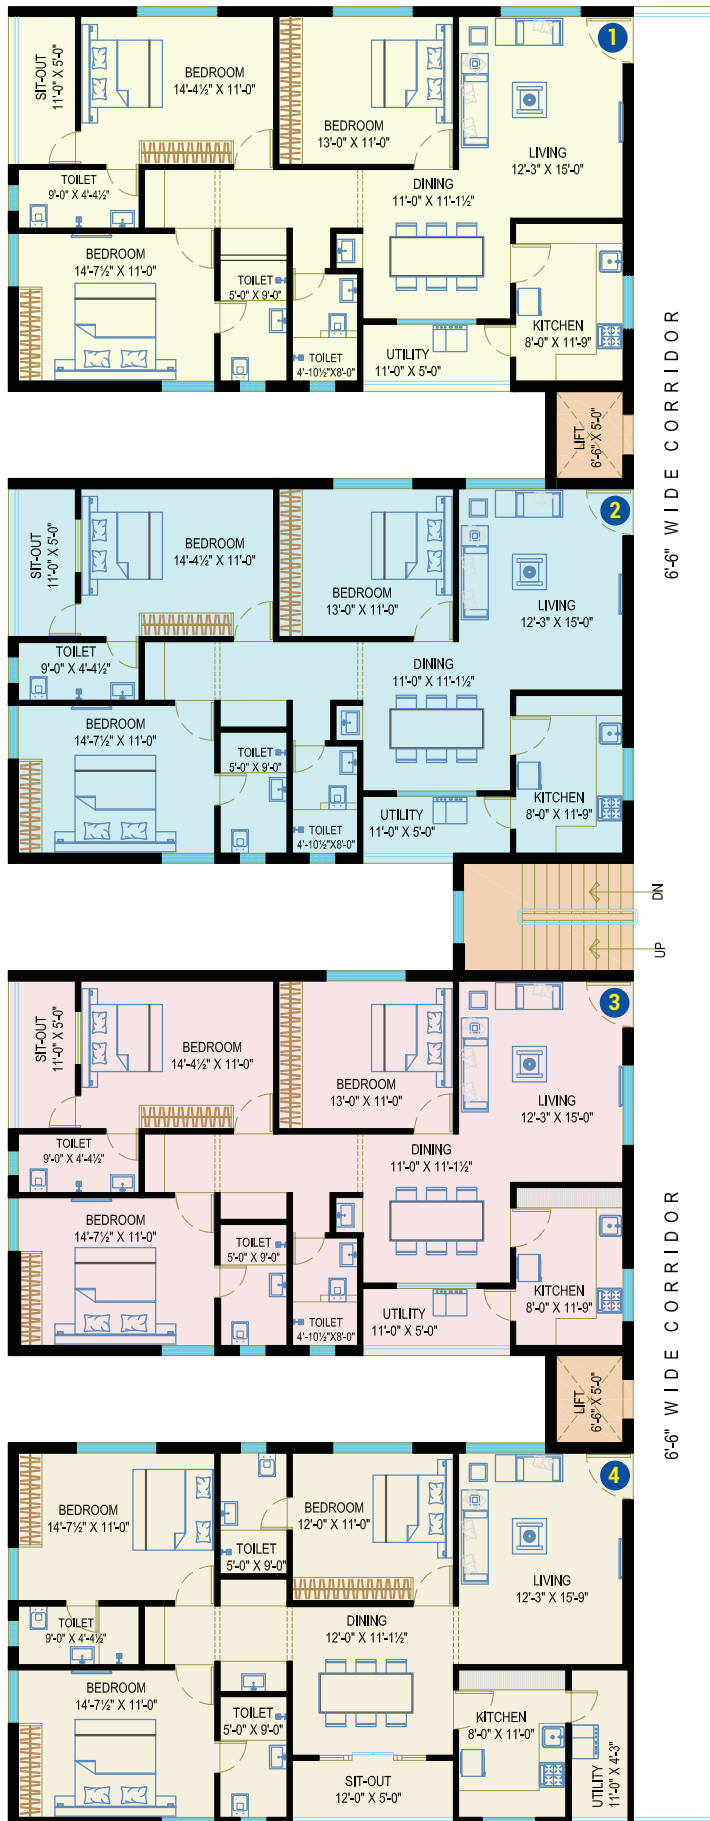 1
SIT-OUT
11'-0" X 5'-0"
BEDROOM
14'-4½" X 11'-0"
BEDROOM
13'-0" X 11'-0"
LIVING
12'-3" X 15'-0"
TOILET
9'-0" X 4'-4½"
DINING
11'-0" X 11'-1½"
BEDROOM
14'-7½" X 11'-0"
TOILET
5'-0" X 9'-0"
TOILET
4'-10½"X8'-0"
UTILITY
11'-0" X 5'-0"
KITCHEN
8'-0" X 11'-9"
LIFT
6'-6" X 5'-0"
6'-6" WIDE CORRIDOR
2
SIT-OUT
11'-0" X 5'-0"
BEDROOM
14'-4½" X 11'-0"
BEDROOM
13'-0" X 11'-0"
LIVING
12'-3" X 15'-0"
TOILET
9'-0" X 4'-4½"
DINING
11'-0" X 11'-1½"
BEDROOM
14'-7½" X 11'-0"
TOILET
5'-0" X 9'-0"
TOILET
4'-10½"X8'-0"
UTILITY
11'-0" X 5'-0"
KITCHEN
8'-0" X 11'-9"
DN
UP
3
SIT-OUT
11'-0" X 5'-0"
BEDROOM
14'-4½" X 11'-0"
BEDROOM
13'-0" X 11'-0"
LIVING
12'-3" X 15'-0"
TOILET
9'-0" X 4'-4½"
DINING
11'-0" X 11'-1½"
BEDROOM
14'-7½" X 11'-0"
TOILET
5'-0" X 9'-0"
TOILET
4'-10½"X8'-0"
UTILITY
11'-0" X 5'-0"
KITCHEN
8'-0" X 11'-9"
LIFT
6'-6" X 5'-0"
6'-6" WIDE CORRIDOR
4
BEDROOM
14'-7½" X 11'-0"
TOILET
5'-0" X 9'-0"
BEDROOM
12'-0" X 11'-0"
LIVING
12'-3" X 15'-9"
TOILET
9'-0" X 4'-4½"
DINING
12'-0" X 11'-1½"
BEDROOM
14'-7½" X 11'-0"
TOILET
5'-0" X 9'-0"
SIT-OUT
12'-0" X 5'-0"
KITCHEN
8'-0" X 11'-0"
UTILITY
11'-0" X 4'-3"